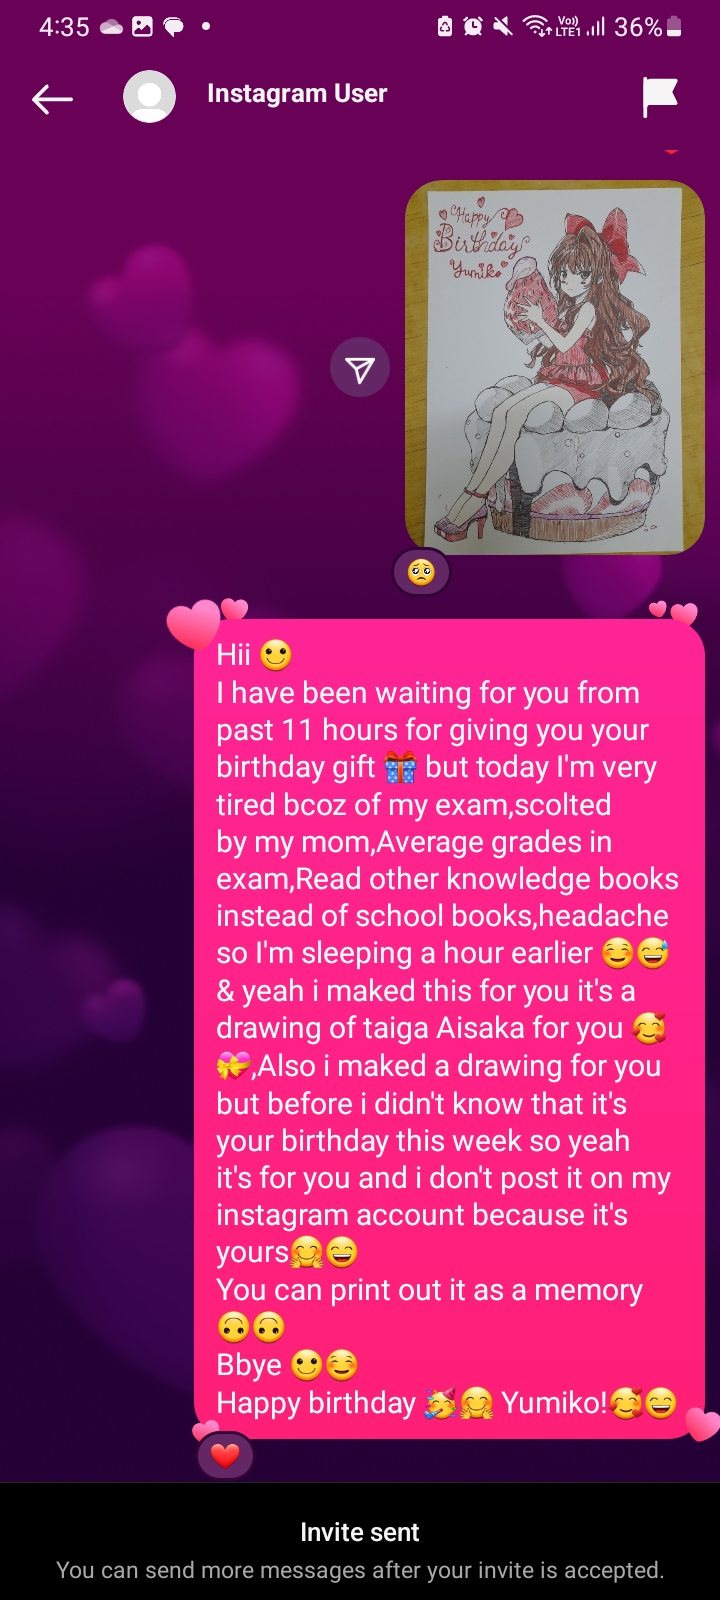 4:35
Vo)) LTE1 36%
Instagram User
Happy
Birthday
Yumiko
Hii 🙂
I have been waiting for you from
past 11 hours for giving you your
birthday gift 🎁 but today I'm very
tired bcoz of my exam,scolted
by my mom,Average grades in
exam,Read other knowledge books
instead of school books,headache
so I'm sleeping a hour earlier ☺️😅
& yeah i maked this for you it's a
drawing of taiga Aisaka for you 🥰
💝,Also i maked a drawing for you
but before i didn't know that it's
your birthday this week so yeah
it's for you and i don't post it on my
instagram account because it's
yours🤗😄
You can print out it as a memory
🙃🙃
Bbye 🙂☺️
Happy birthday 🥳🤗 Yumiko!🥰😄
Invite sent
You can send more messages after your invite is accepted.